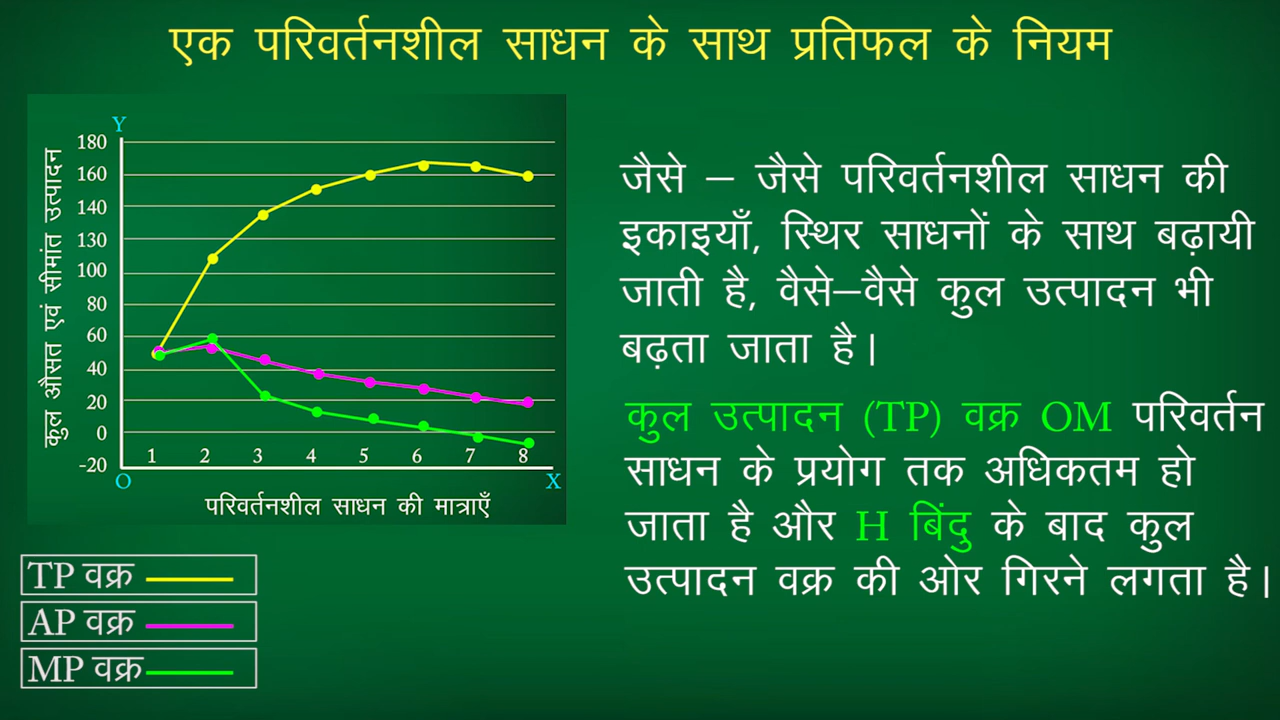 एक परिवर्तनशील साधन के साथ प्रतिफल के नियम
Y
कुल औसत एवं सीमांत उत्पादन
180
160
140
130
100
80
60
40
20
0
-20
1 2 3 4 5 6 7 8
O X
परिवर्तनशील साधन की मात्राएँ
TP वक्र
AP वक्र
MP वक्र
जैसे – जैसे परिवर्तनशील साधन की
इकाइयाँ, स्थिर साधनों के साथ बढ़ायी
जाती है, वैसे–वैसे कुल उत्पादन भी
बढ़ता जाता है।
कुल उत्पादन (TP) वक्र OM परिवर्तन
साधन के प्रयोग तक अधिकतम हो
जाता है और H बिंदु के बाद कुल
उत्पादन वक्र की ओर गिरने लगता है।